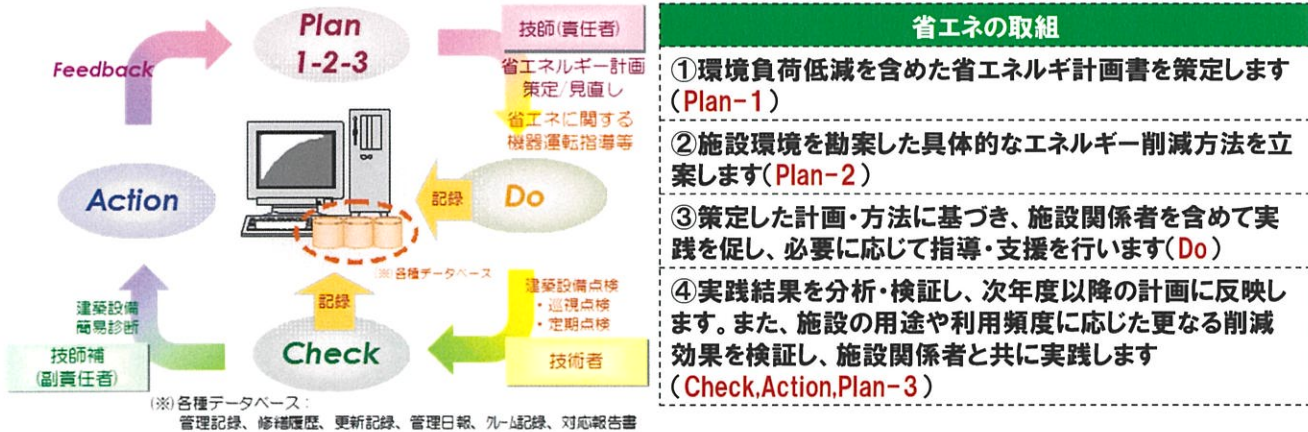 Plan
1-2-3
Feedback
技師(責任者)
省エネルギー計画
策定/見直し
省エネに関する
機器運転指導等
Action
記録
Do
(※)各種データベース
建築設備
簡易診断
記録
建築設備点検
・巡視点検
・定期点検
技師補
(副責任者)
Check
技術者
(※)各種データベース:
管理記録、修繕履歴、更新記録、管理日報、クレーム記録、対応報告書
省エネの取組
①環境負荷低減を含めた省エネルギ計画書を策定します
(Plan-1)
②施設環境を勘案した具体的なエネルギー削減方法を立
案します(Plan-2)
③策定した計画・方法に基づき、施設関係者を含めて実
践を促し、必要に応じて指導・支援を行います(Do)
④実践結果を分析・検証し、次年度以降の計画に反映し
ます。また、施設の用途や利用頻度に応じた更なる削減
効果を検証し、施設関係者と共に実践します
(Check,Action,Plan-3)